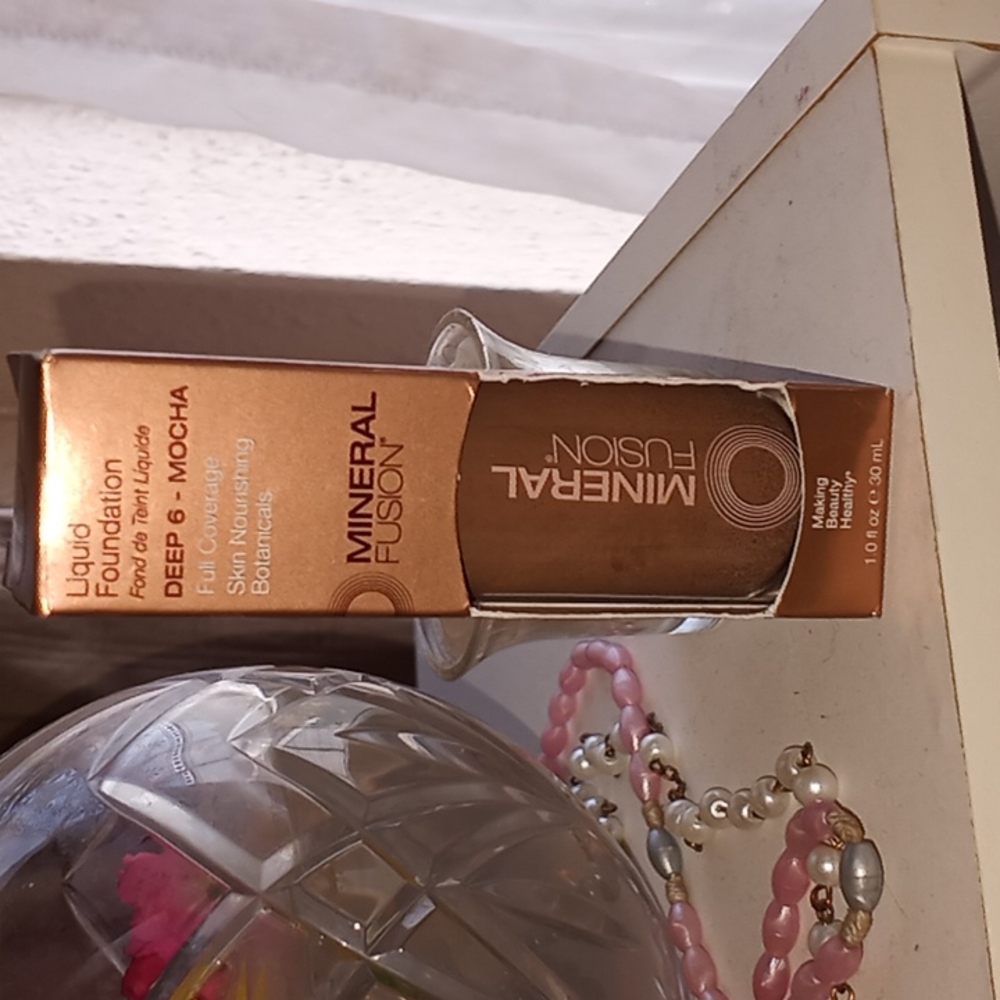 Liquid
Foundation
Fond de Teint Liquide
DEEP 6 - MOCHA
Full Coverage
Skin Nourishing
Botanicals
MINERAL
FUSION®
MINERAL
FUSION®
Making
Beauty
Healthy®
1.0 fl oz ℮ 30 mL